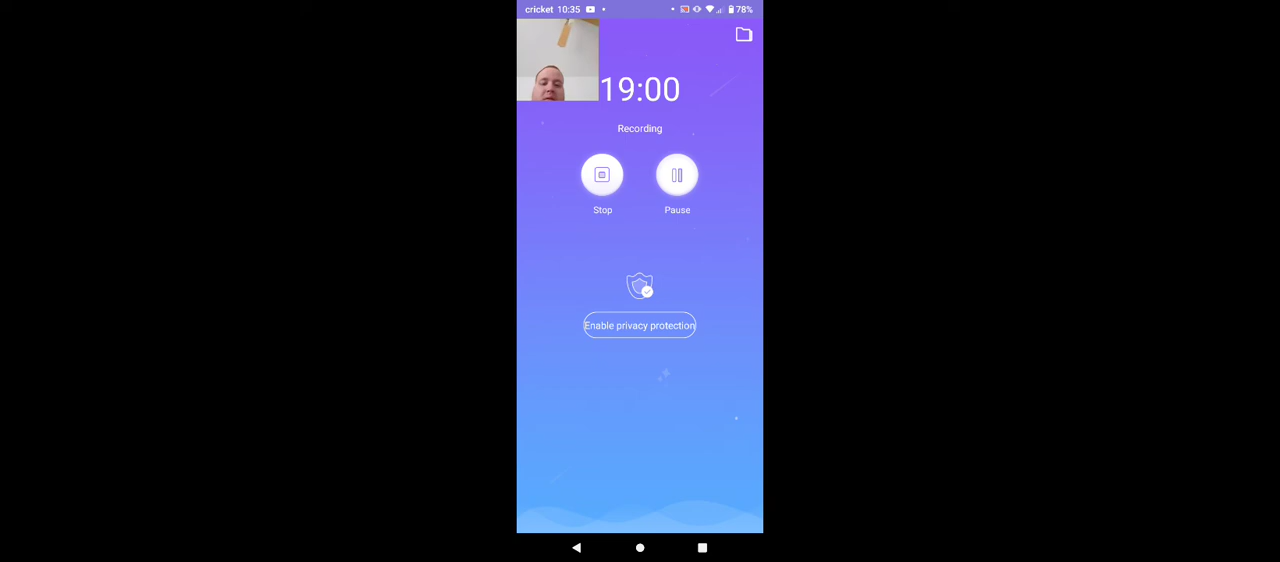 cricket 10:35 78%
19:00
Recording
Stop Pause
Enable privacy protection